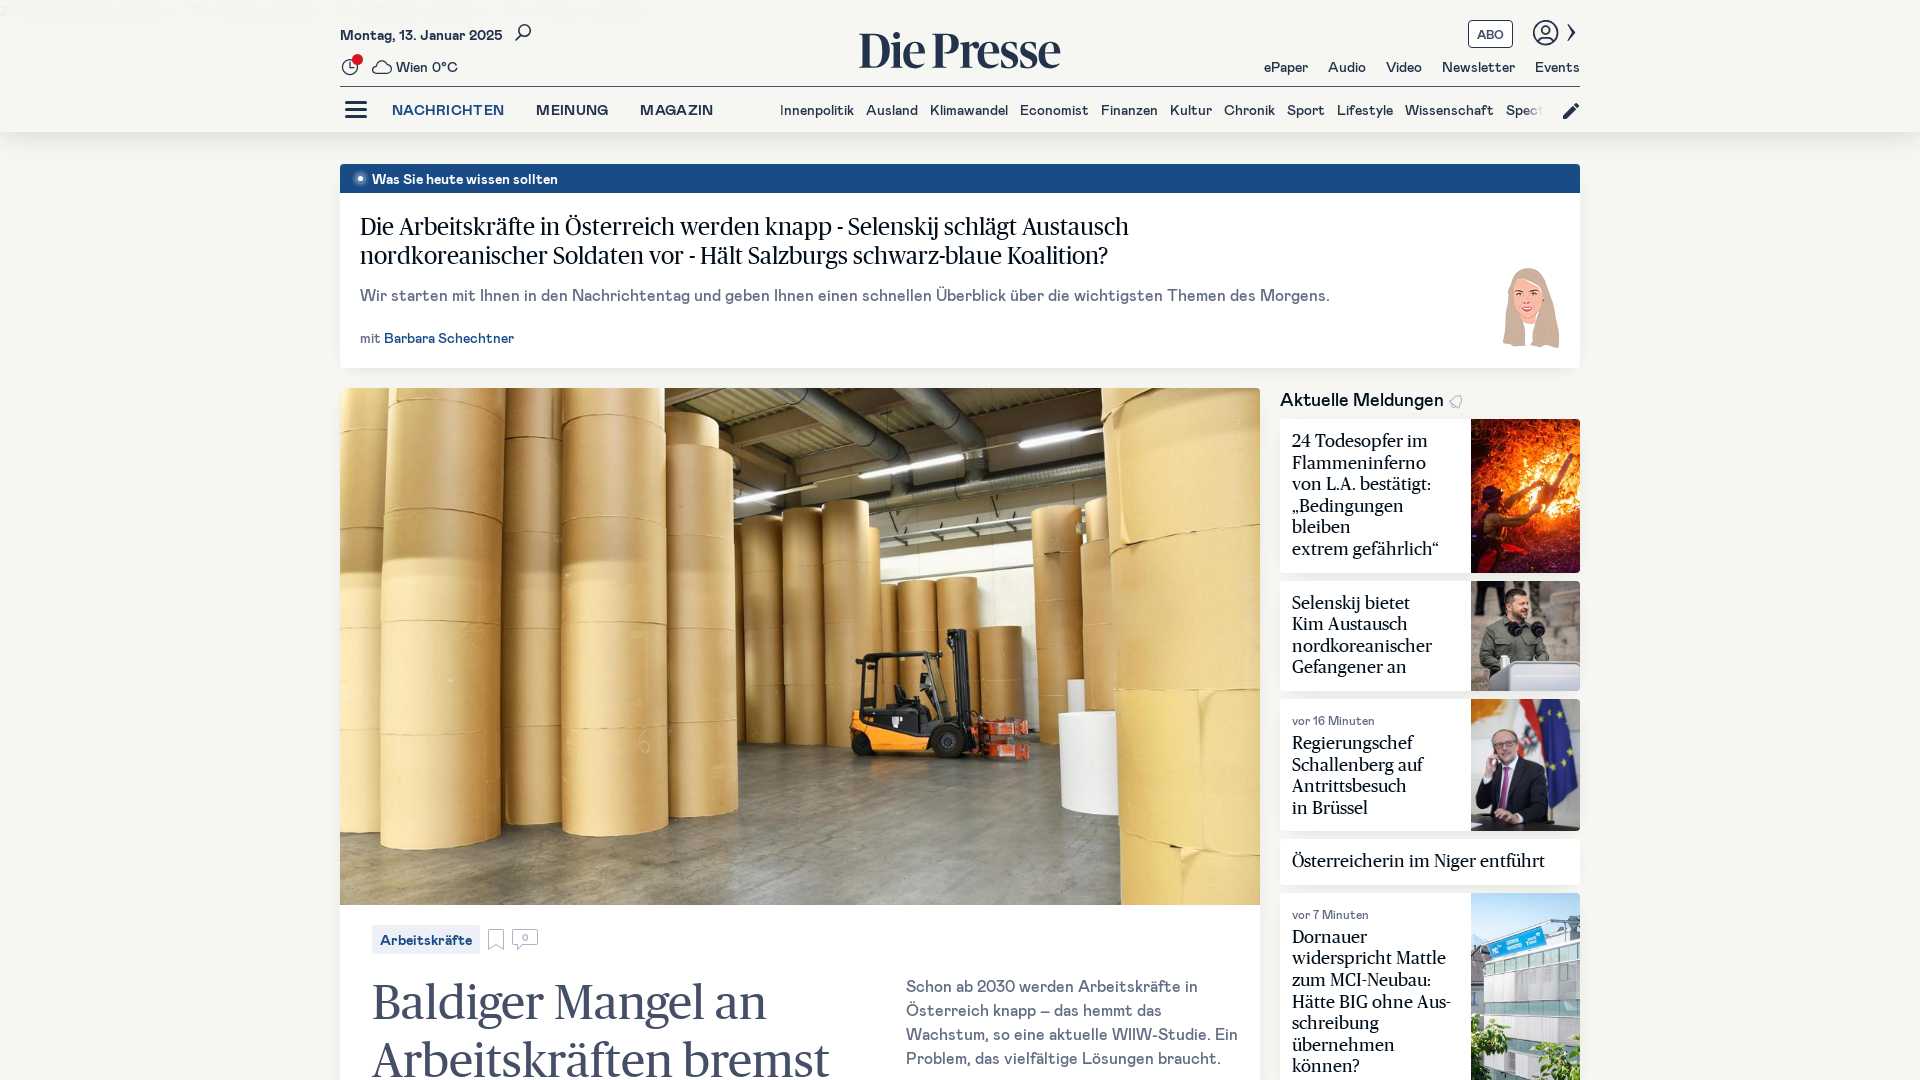 Montag, 13. Januar 2025
Wien 0°C
Die Presse
ABO
ePaper Audio Video Newsletter Events
NACHRICHTEN MEINUNG MAGAZIN
Innenpolitik Ausland Klimawandel Economist Finanzen Kultur Chronik Sport Lifestyle Wissenschaft Spect
Was Sie heute wissen sollten
Die Arbeitskräfte in Österreich werden knapp - Selenskij schlägt Austausch
nordkoreanischer Soldaten vor - Hält Salzburgs schwarz-blaue Koalition?
Wir starten mit Ihnen in den Nachrichtentag und geben Ihnen einen schnellen Überblick über die wichtigsten Themen des Morgens.
mit Barbara Schechtner
Arbeitskräfte
0
Baldiger Mangel an
Arbeitskräften bremst
Schon ab 2030 werden Arbeitskräfte in
Österreich knapp – das hemmt das
Wachstum, so eine aktuelle WIIW-Studie. Ein
Problem, das vielfältige Lösungen braucht.
Aktuelle Meldungen
24 Todesopfer im
Flammeninferno
von L.A. bestätigt:
„Bedingungen
bleiben
extrem gefährlich“
Selenskij bietet
Kim Austausch
nordkoreanischer
Gefangener an
vor 16 Minuten
Regierungschef
Schallenberg auf
Antrittsbesuch
in Brüssel
Österreicherin im Niger entführt
vor 7 Minuten
Dornauer
widerspricht Mattle
zum MCI-Neubau:
Hätte BIG ohne Aus-
schreibung
übernehmen
können?